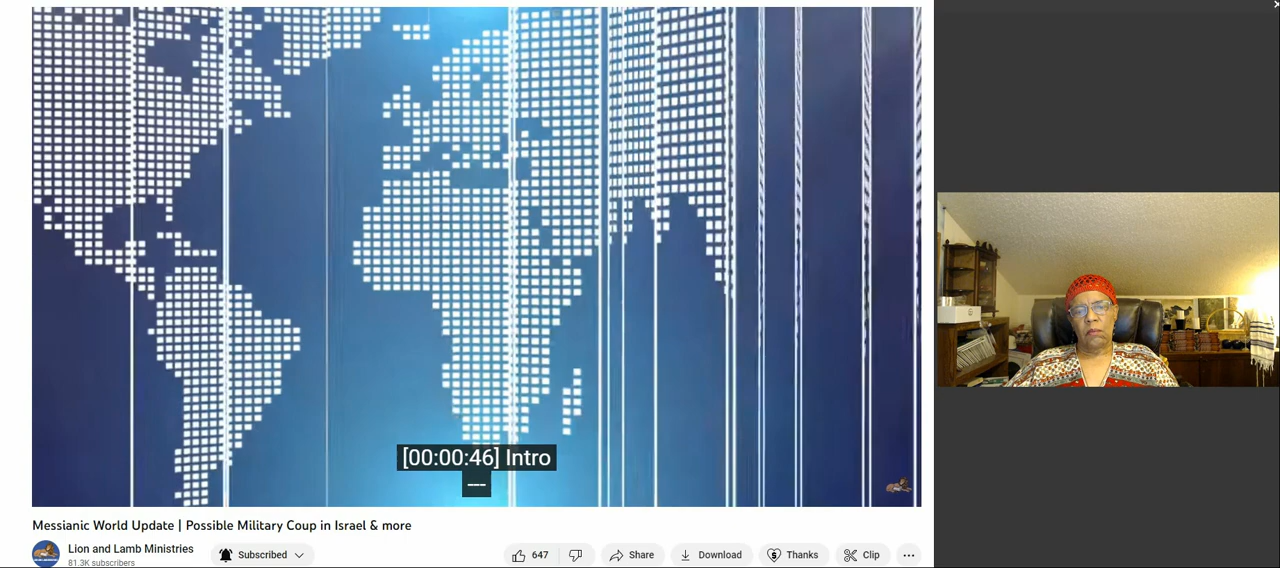 [00:00:46] Intro
---
Messianic World Update | Possible Military Coup in Israel & more
Lion and Lamb Ministries
81.3K subscribers
Subscribed
647
Share
Download
Thanks
Clip